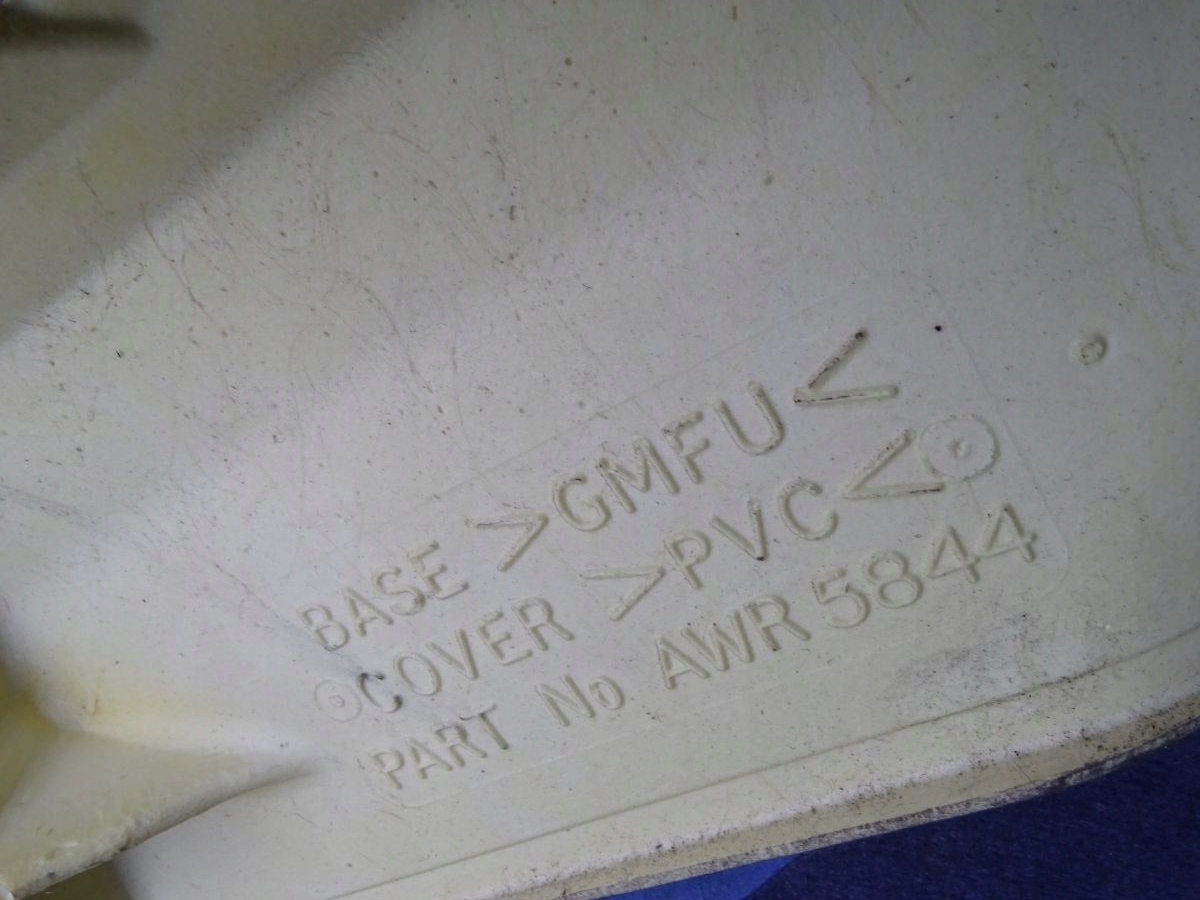 BASE >GMFU<
COVER >PVC<
PART No AWR 5844